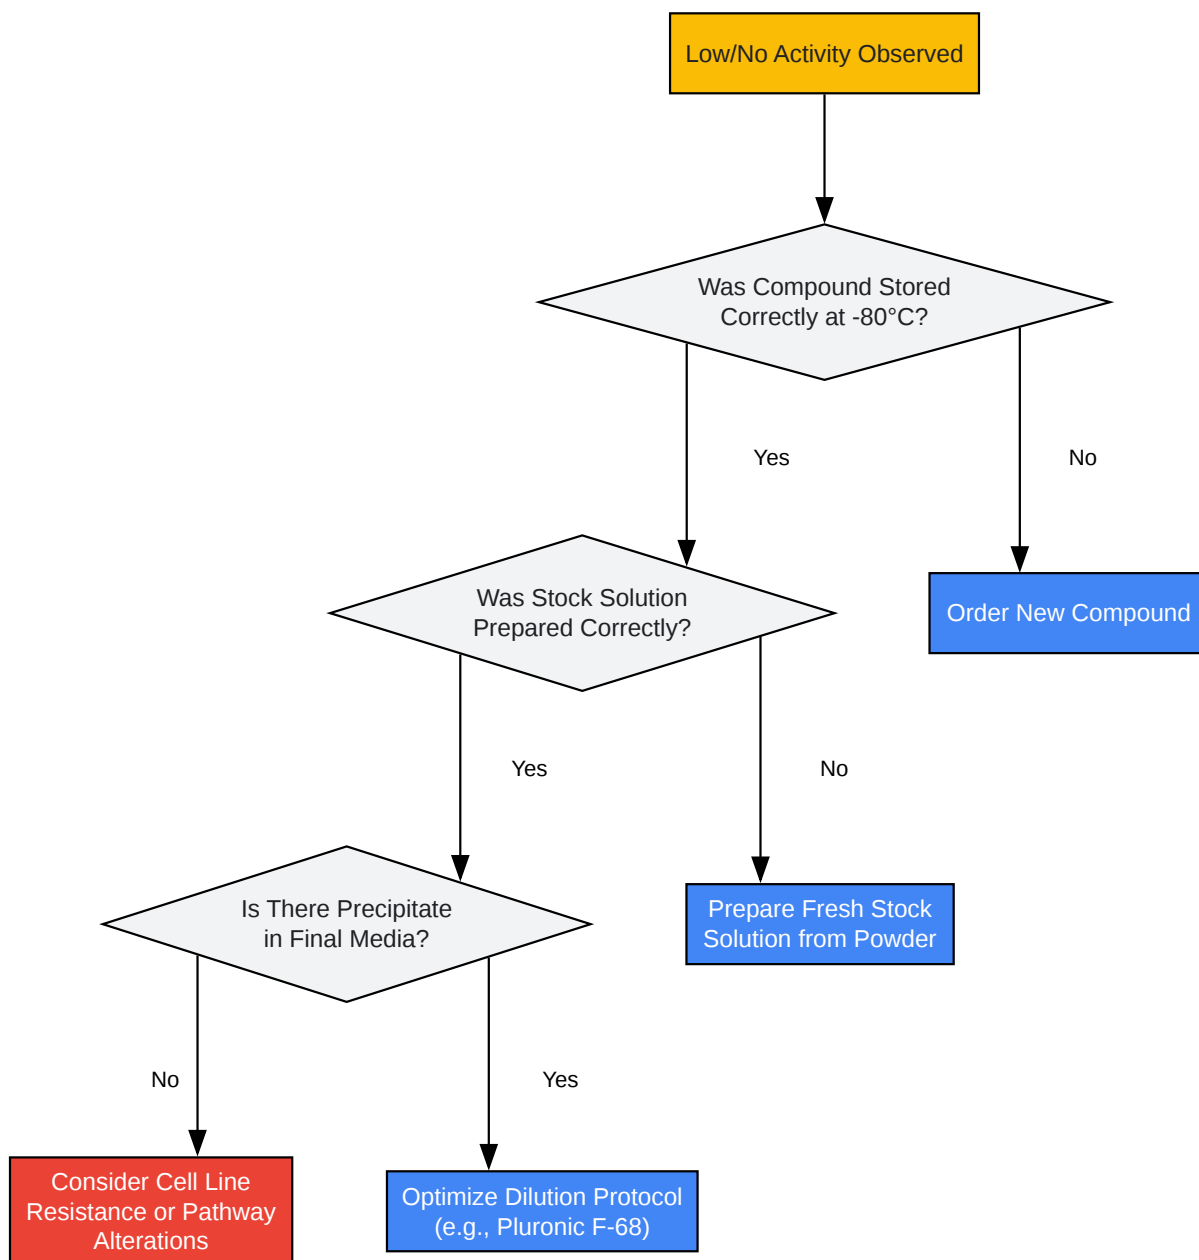 Low/No Activity Observed
Was Compound Stored
Correctly at -80°C?
Yes
No
Was Stock Solution
Prepared Correctly?
Order New Compound
Yes
No
Is There Precipitate
in Final Media?
Prepare Fresh Stock
Solution from Powder
No
Yes
Consider Cell Line
Resistance or Pathway
Alterations
Optimize Dilution Protocol
(e.g., Pluronic F-68)